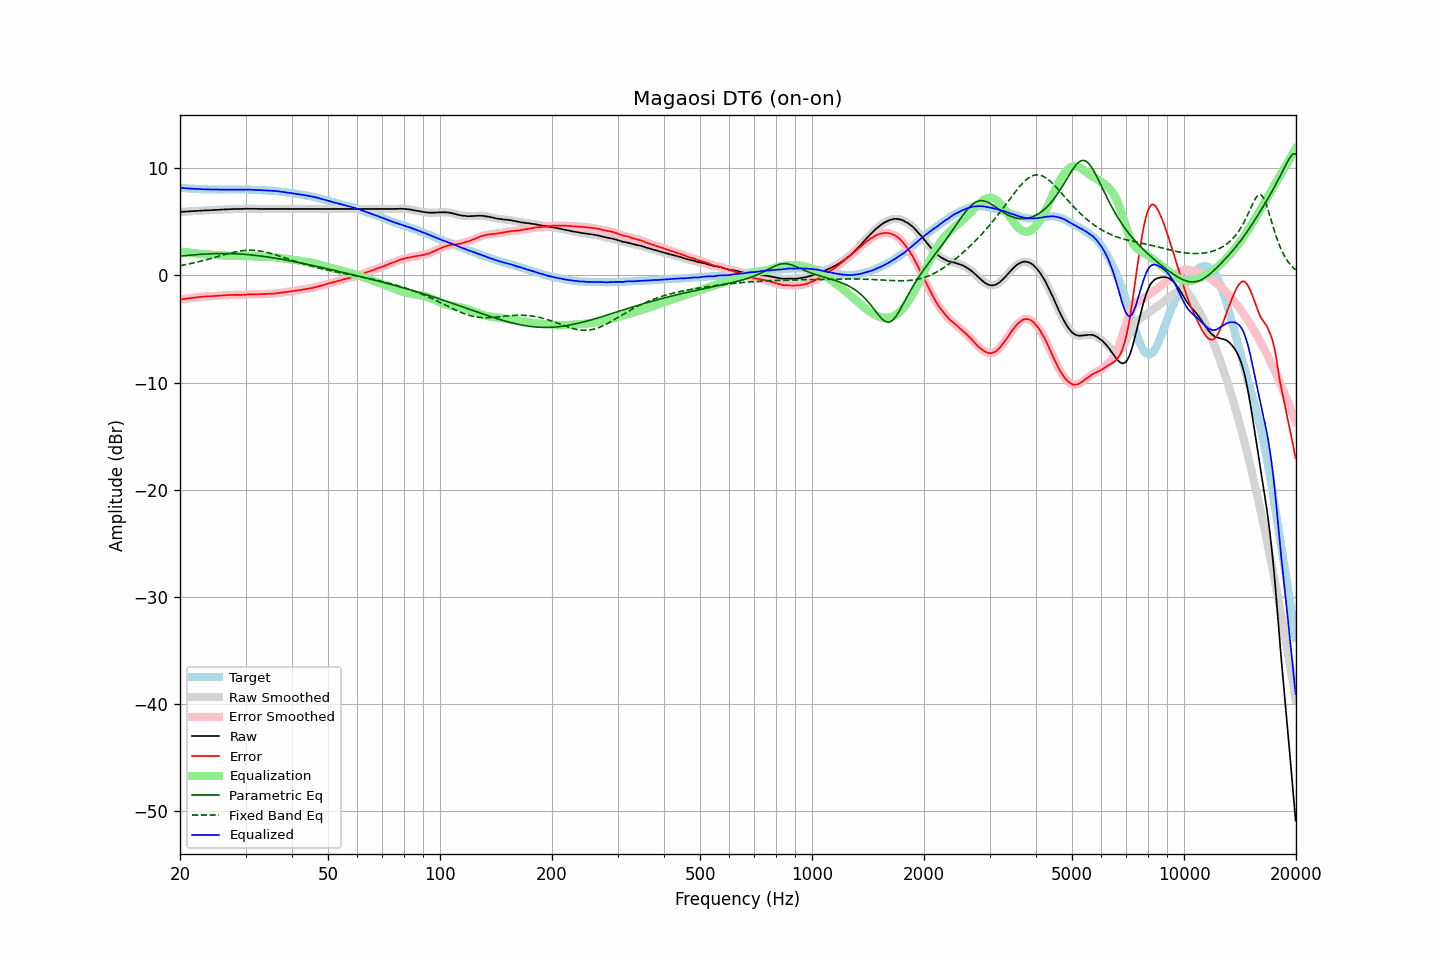 Magaosi DT6 (on-on)
10
0
−10
−20
−30
−40
−50
Amplitude (dBr)
Target
Raw Smoothed
Error Smoothed
Raw
Error
Equalization
Parametric Eq
Fixed Band Eq
Equalized
20 50 100 200 500 1000 2000 5000 10000 20000
Frequency (Hz)